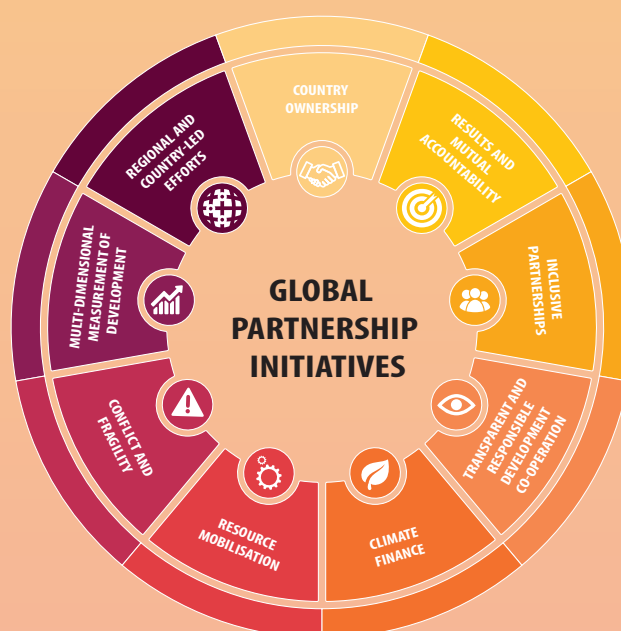 GLOBAL
PARTNERSHIP
INITIATIVES
COUNTRY
OWNERSHIP
RESULTS AND
MUTUAL
ACCOUNTABILITY
INCLUSIVE
PARTNERSHIPS
TRANSPARENT AND
RESPONSIBLE
DEVELOPMENT
CO-OPERATION
CLIMATE
FINANCE
RESOURCE
MOBILISATION
CONFLICT AND
FRAGILITY
MULTI-DIMENSIONAL
MEASUREMENT OF
DEVELOPMENT
REGIONAL AND
COUNTRY-LED
EFFORTS